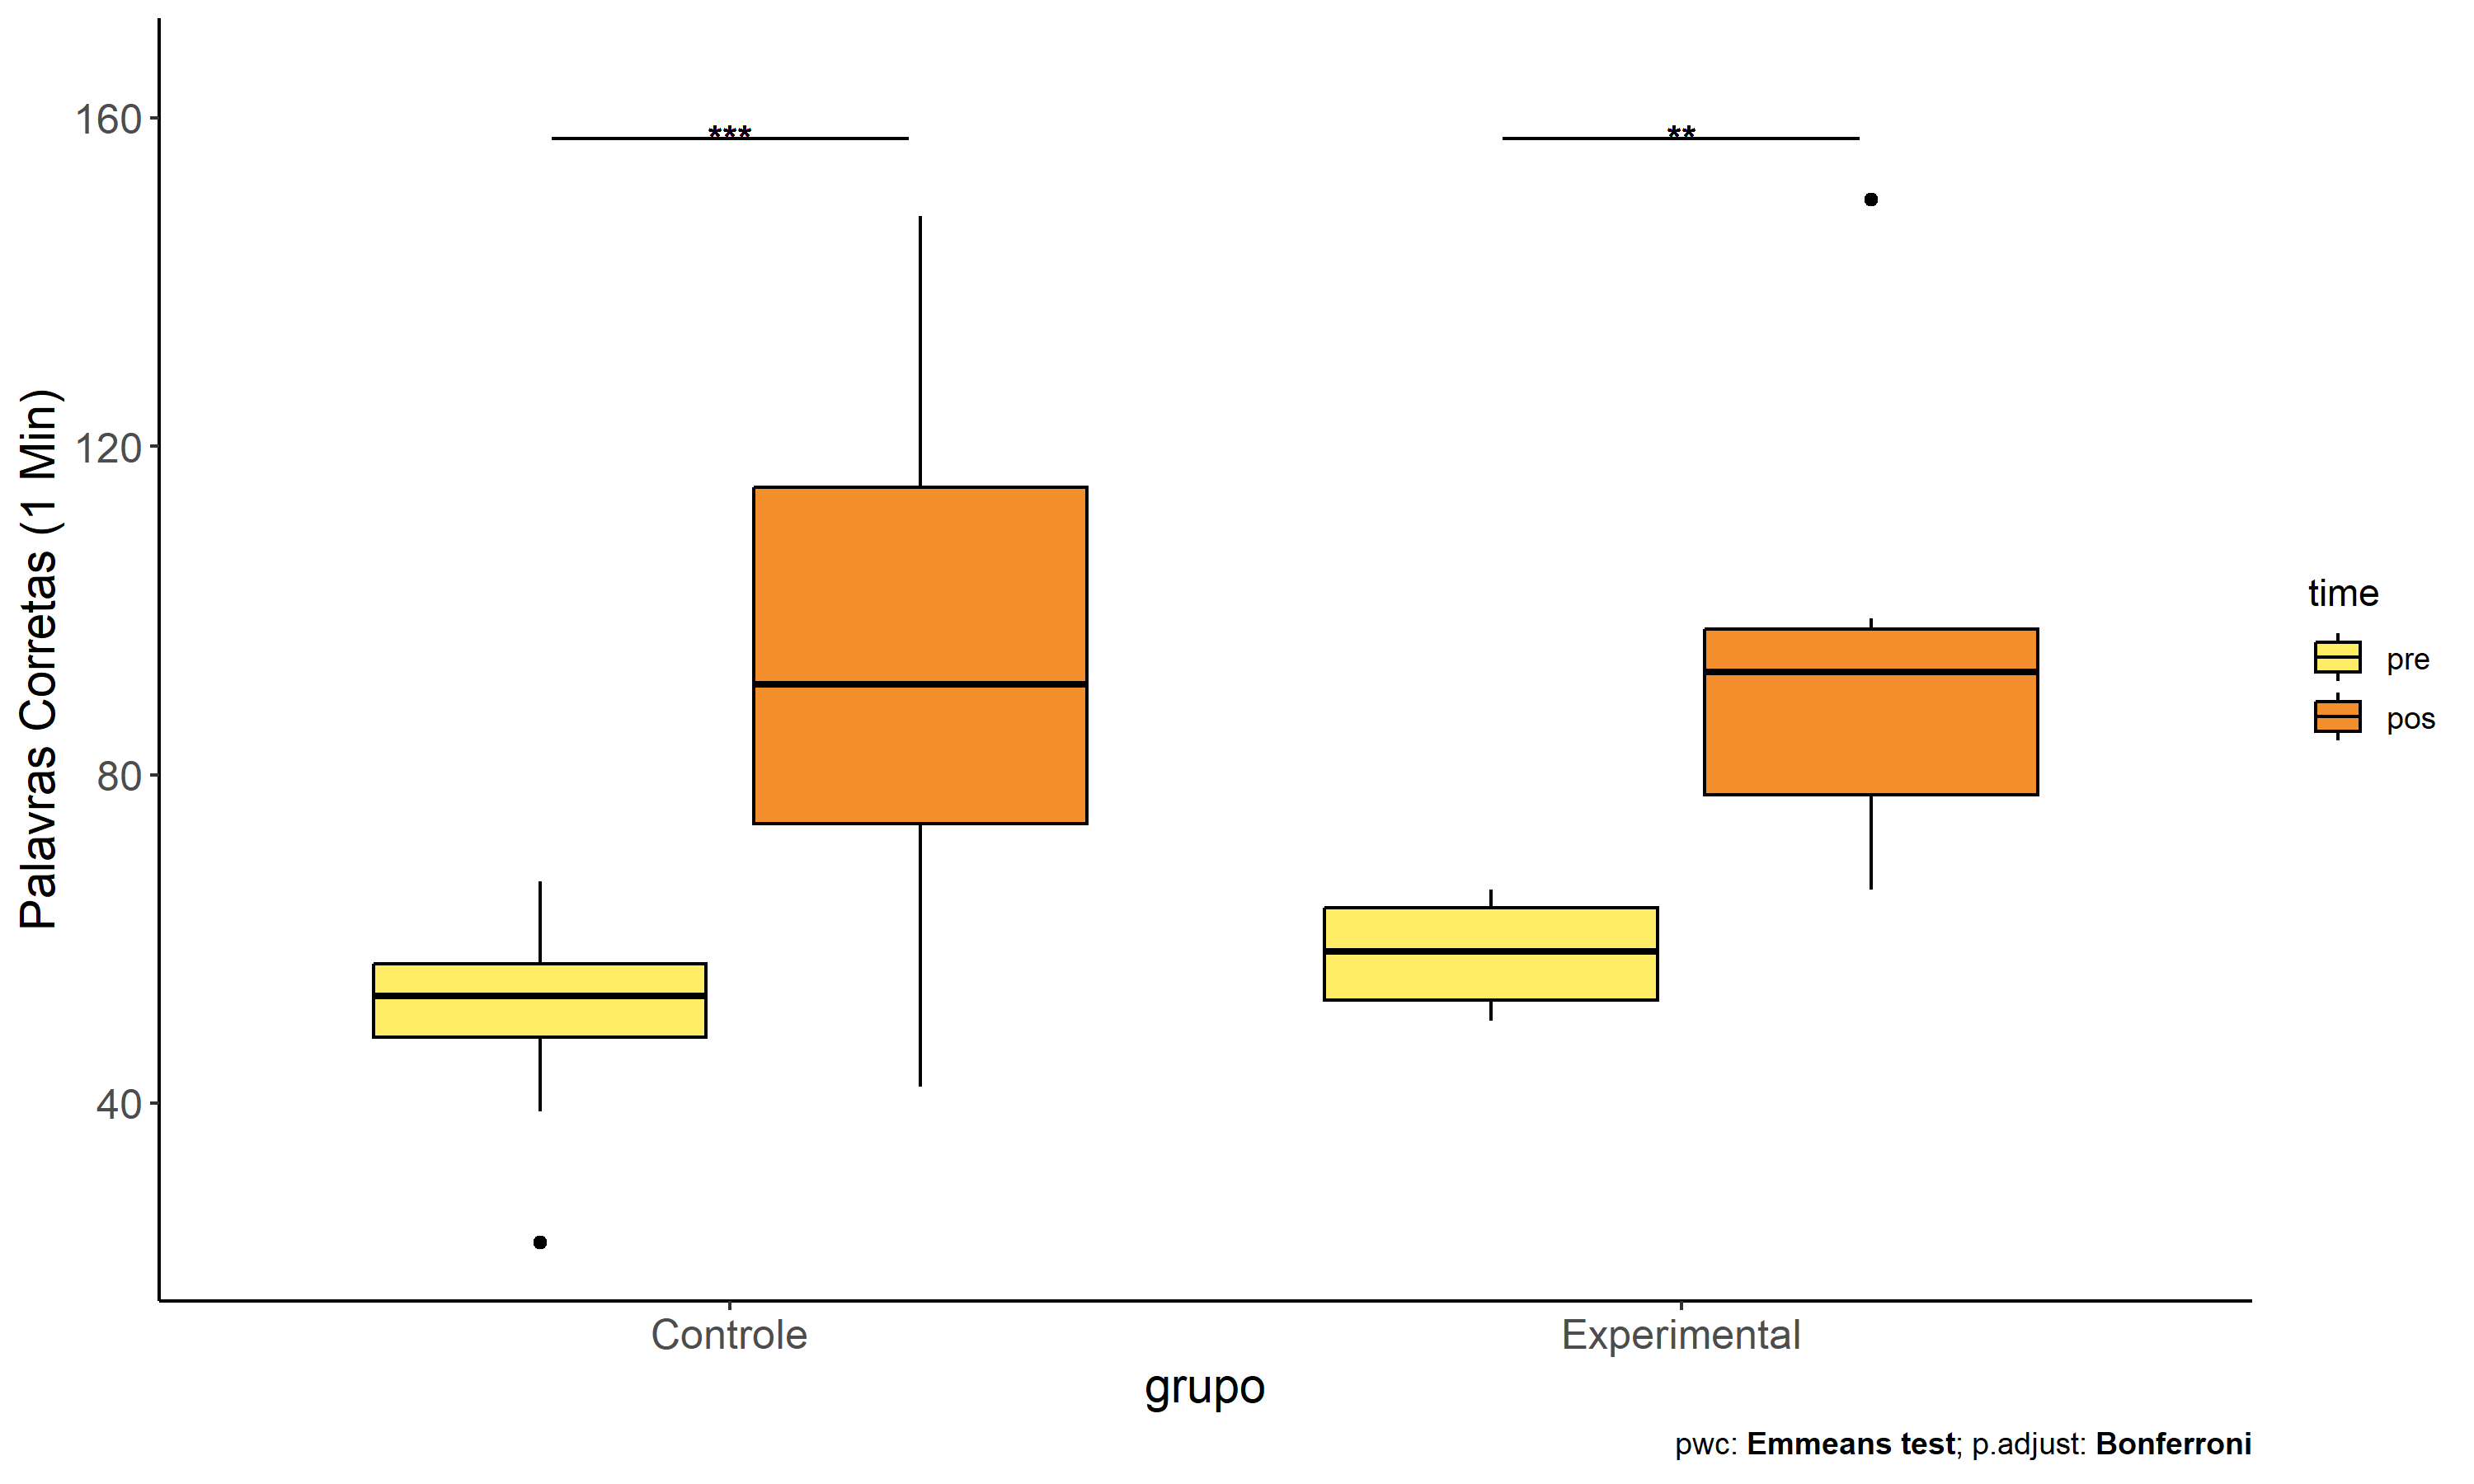 160
120
80
40
Palavras Corretas (1 Min)
***
**
Controle
Experimental
grupo
time
pre
pos
pwc: Emmeans test; p.adjust: Bonferroni